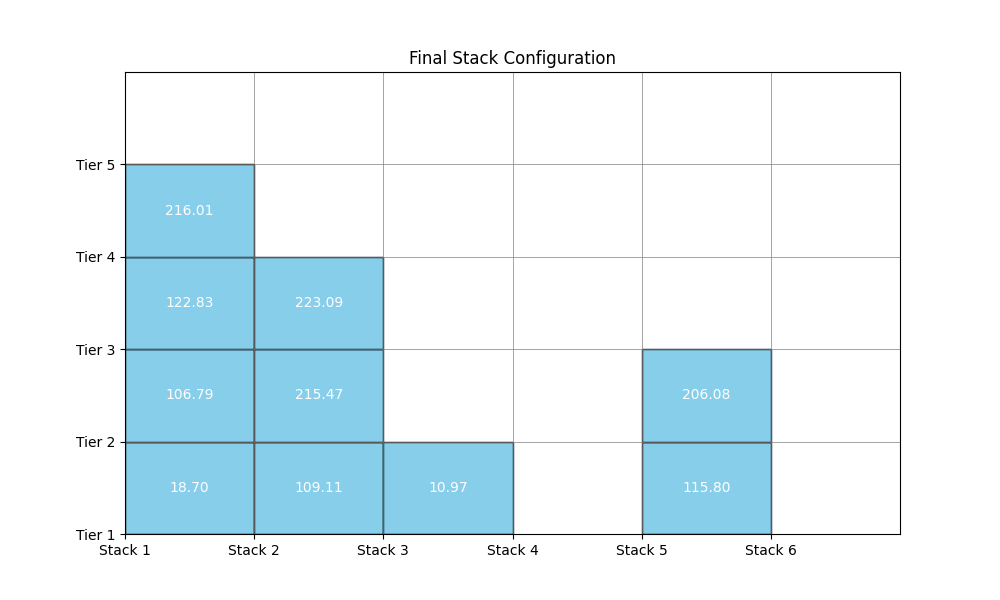 Final Stack Configuration
Tier 5
216.01
Tier 4
122.83 223.09
Tier 3
106.79 215.47 206.08
Tier 2
18.70 109.11 10.97 115.80
Tier 1
Stack 1 Stack 2 Stack 3 Stack 4 Stack 5 Stack 6